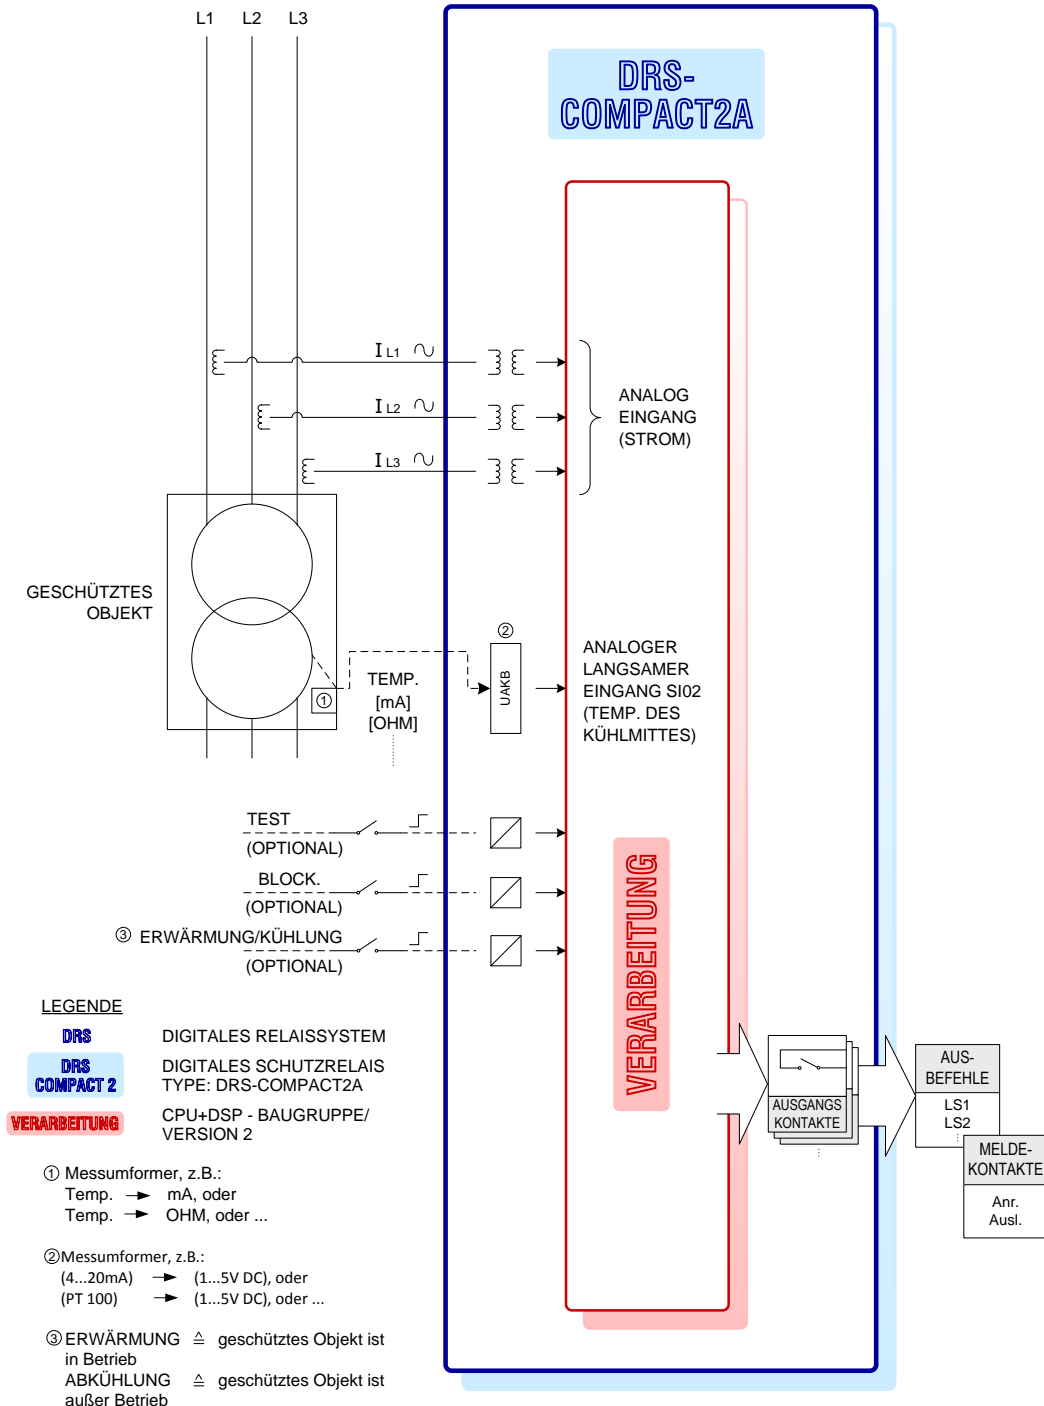 L1 L2 L3
DRS-
COMPACT2A
I L1
I L2
I L3
ANALOG
EINGANG
(STROM)
GESCHÜTZTES
OBJEKT
①
TEMP.
[mA]
[OHM]
②
UAKB
ANALOGER
LANGSAMER
EINGANG SI02
(TEMP. DES
KÜHLMITTES)
TEST
(OPTIONAL)
BLOCK.
(OPTIONAL)
③ ERWÄRMUNG/KÜHLUNG
(OPTIONAL)
VERARBEITUNG
AUSGANGS
KONTAKTE
AUS-
BEFEHLE
LS1
LS2
MELDE-
KONTAKTE
Anr.
Ausl.
LEGENDE
DRS DIGITALES RELAISSYSTEM
DRS
COMPACT 2
DIGITALES SCHUTZRELAIS
TYPE: DRS-COMPACT2A
VERARBEITUNG
CPU+DSP - BAUGRUPPE/
VERSION 2
① Messumformer, z.B.:
Temp. → mA, oder
Temp. → OHM, oder ...
② Messumformer, z.B.:
(4...20mA) → (1...5V DC), oder
(PT 100) → (1...5V DC), oder ...
③ ERWÄRMUNG ≙ geschütztes Objekt ist
in Betrieb
ABKÜHLUNG ≙ geschütztes Objekt ist
außer Betrieb